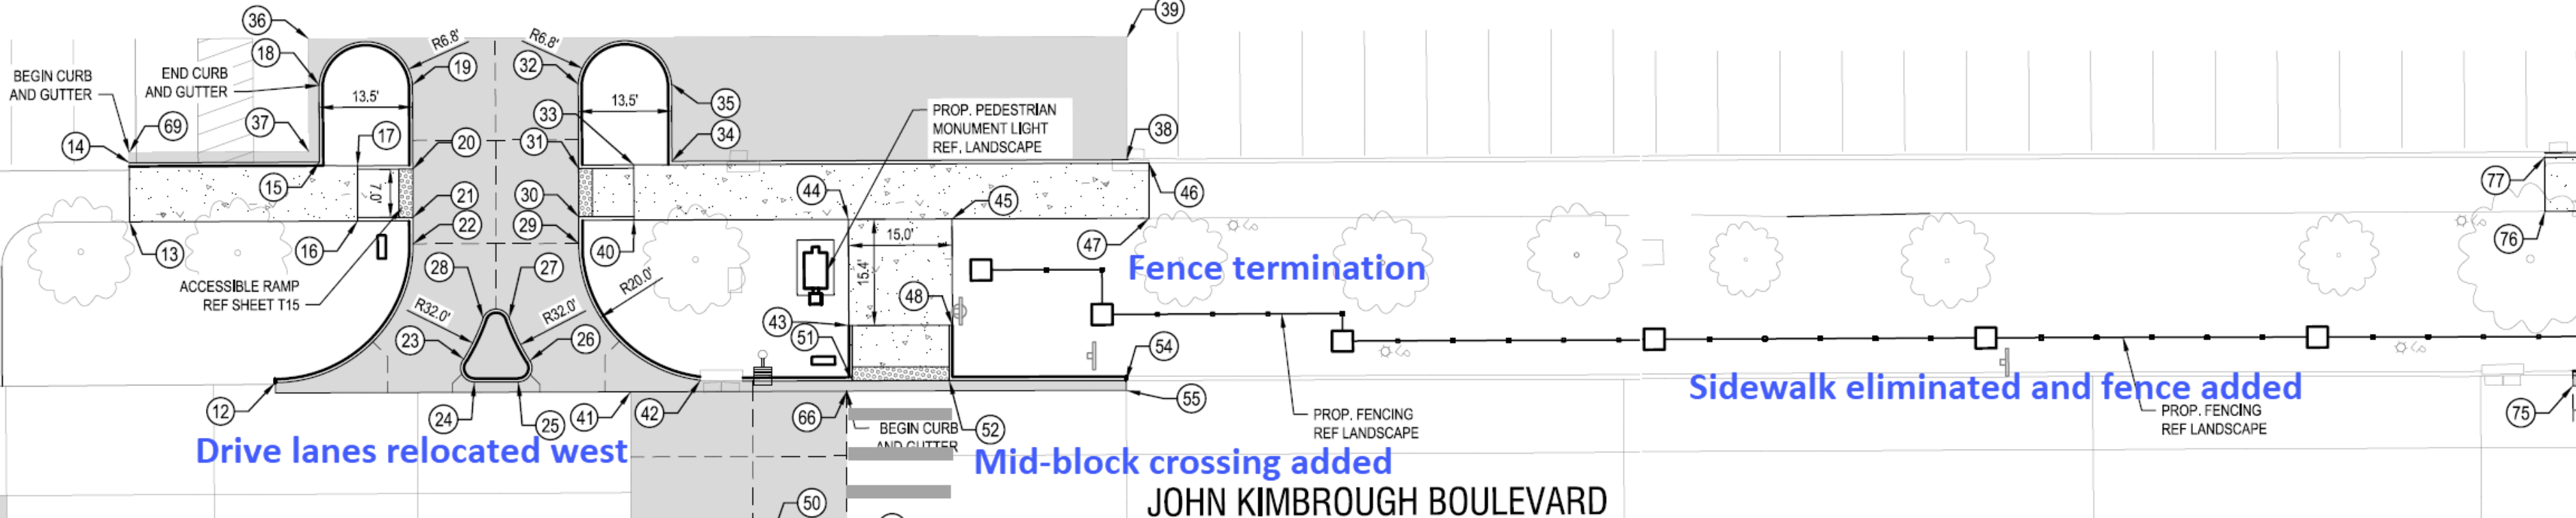 36
39
R6.8'
R6.8'
18
BEGIN CURB
AND GUTTER
END CURB
AND GUTTER
19
32
13.5'
13.5'
35
PROP. PEDESTRIAN
MONUMENT LIGHT
REF. LANDSCAPE
33
69
37
17
34
38
14
20
31
15
7.0'
44
45
46
77
21
30
22
29
15.0'
47
76
13
16
40
28
27
Fence termination
15.4'
R20.0'
ACCESSIBLE RAMP
REF SHEET T15
48
R32.0'
R32.0'
43
51
23
26
54
Sidewalk eliminated and fence added
12
24
25
41
42
66
BEGIN CURB
AND GUTTER
52
55
PROP. FENCING
REF LANDSCAPE
PROP. FENCING
REF LANDSCAPE
75
Drive lanes relocated west
Mid-block crossing added
50
JOHN KIMBROUGH BOULEVARD